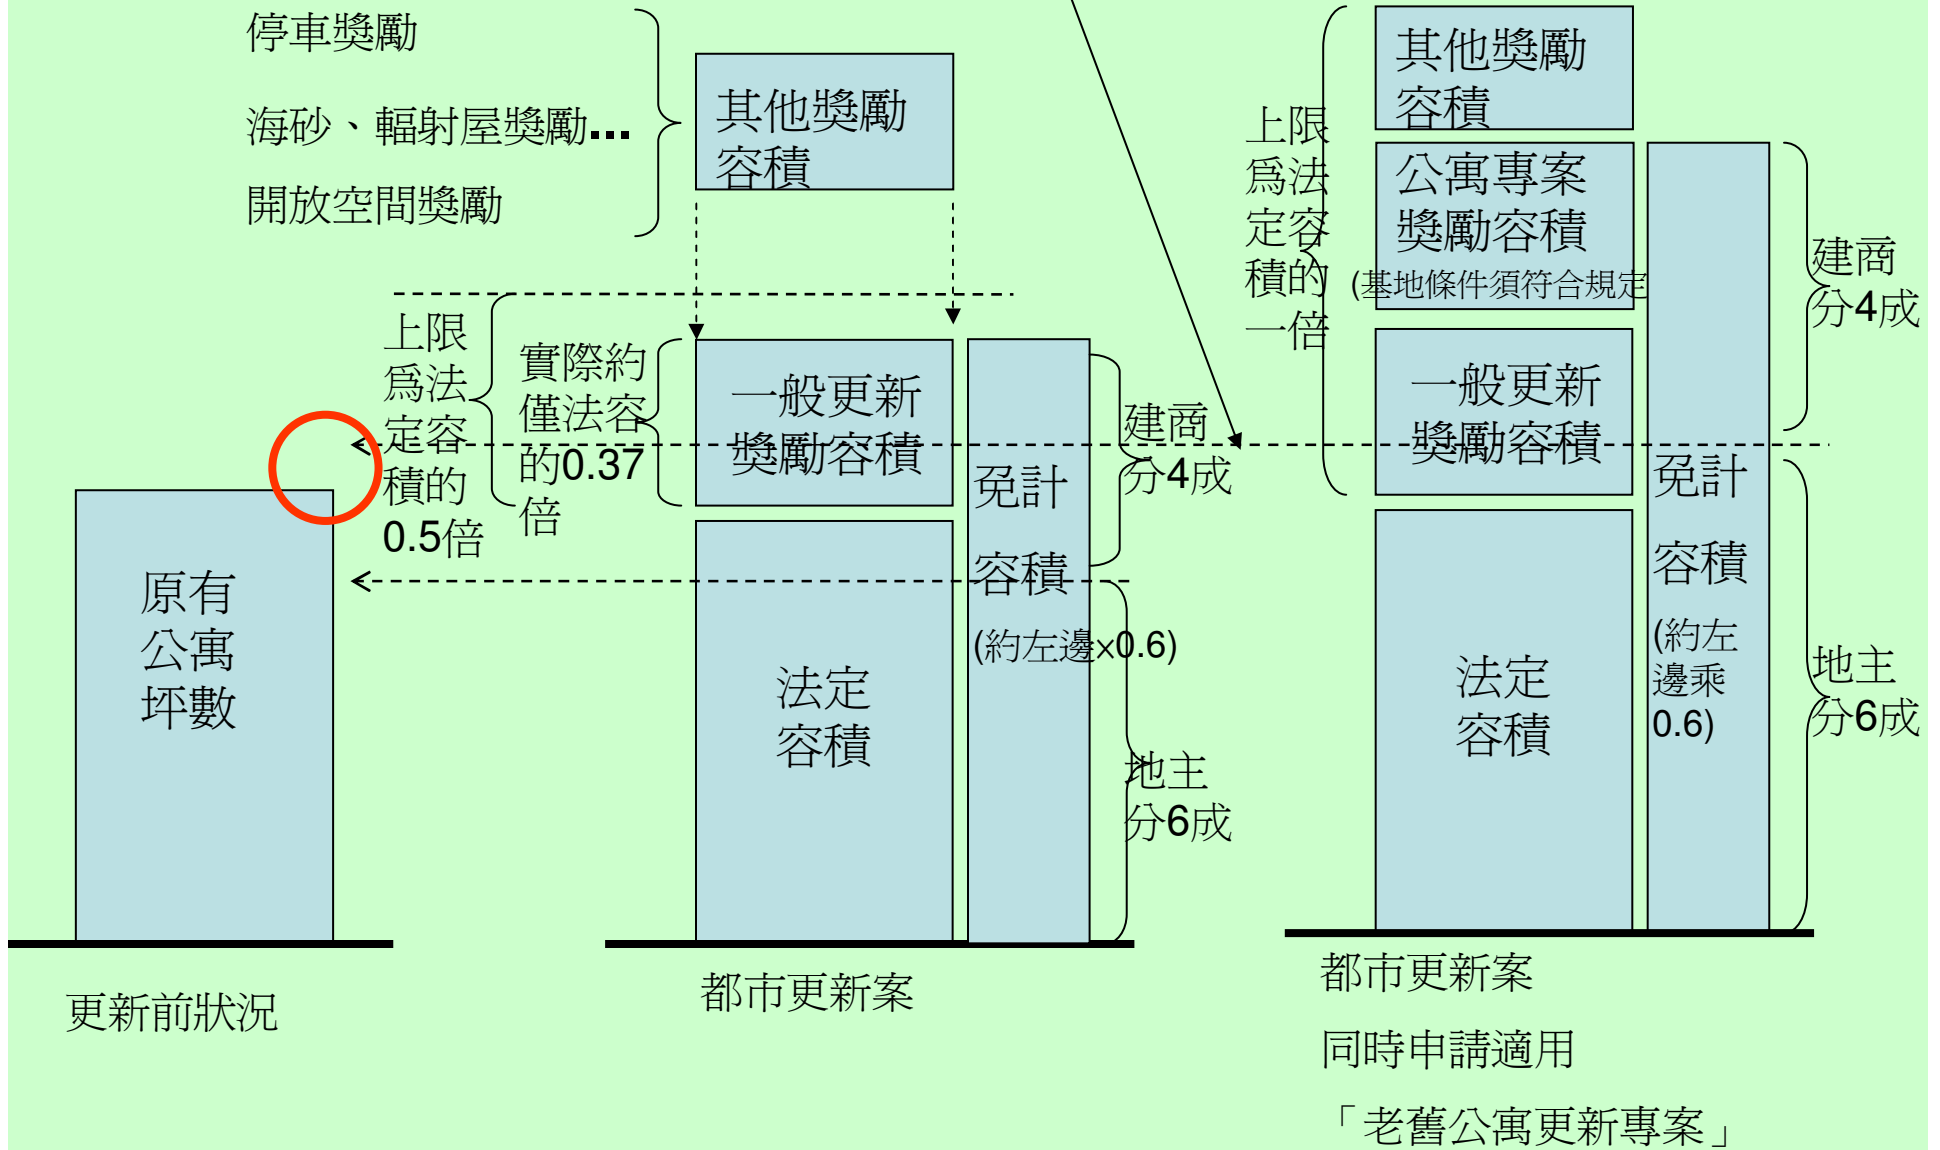 停車獎勵
海砂、輻射屋獎勵...
開放空間獎勵
其他獎勵
容積
上限
為法
定容
積的
0.5倍
實際約
僅法容
的0.37
倍
一般更新
獎勵容積
法定
容積
免計
容積
(約左邊×0.6)
建商
分4成
地主
分6成
原有
公寓
坪數
更新前狀況
都市更新案
上限
為法
定容
積的
一倍
其他獎勵
容積
公寓專案
獎勵容積
(基地條件須符合規定
一般更新
獎勵容積
法定
容積
免計
容積
(約左
邊乘
0.6)
建商
分4成
地主
分6成
都市更新案
同時申請適用
「老舊公寓更新專案」